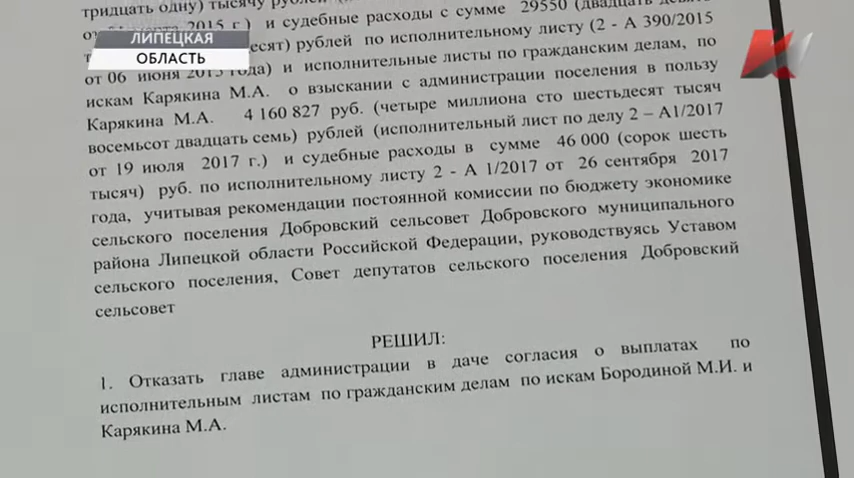 тридцать одну) тысячу
2015 г.) и судебные расходы с сумме 29550 (двадцать
рублей по исполнительному листу (2 - А 390/2015
от 06 июня 2015 года) и исполнительные листы по гражданским делам, по
искам Карякина М.А. о взыскании с администрации поселения в пользу
Карякина М.А. 4 160 827 руб. (четыре миллиона сто шестьдесят тысяч
восемьсот двадцать семь) рублей (исполнительный лист по делу 2 – А1/2017
от 19 июля 2017 г.) и судебные расходы в сумме 46 000 (сорок шесть
тысяч) руб. по исполнительному листу 2 - А 1/2017 от 26 сентября 2017
года, учитывая рекомендации постоянной комиссии по бюджету экономике
сельского поселения Добровский сельсовет Добровского муниципального
района Липецкой области Российской Федерации, руководствуясь Уставом
сельского поселения, Совет депутатов сельского поселения Добровский
сельсовет
РЕШИЛ:
1. Отказать главе администрации в даче согласия о выплатах по
исполнительным листам по гражданским делам по искам Бородиной М.И. и
Карякина М.А.
ЛИПЕЦКАЯ
ОБЛАСТЬ